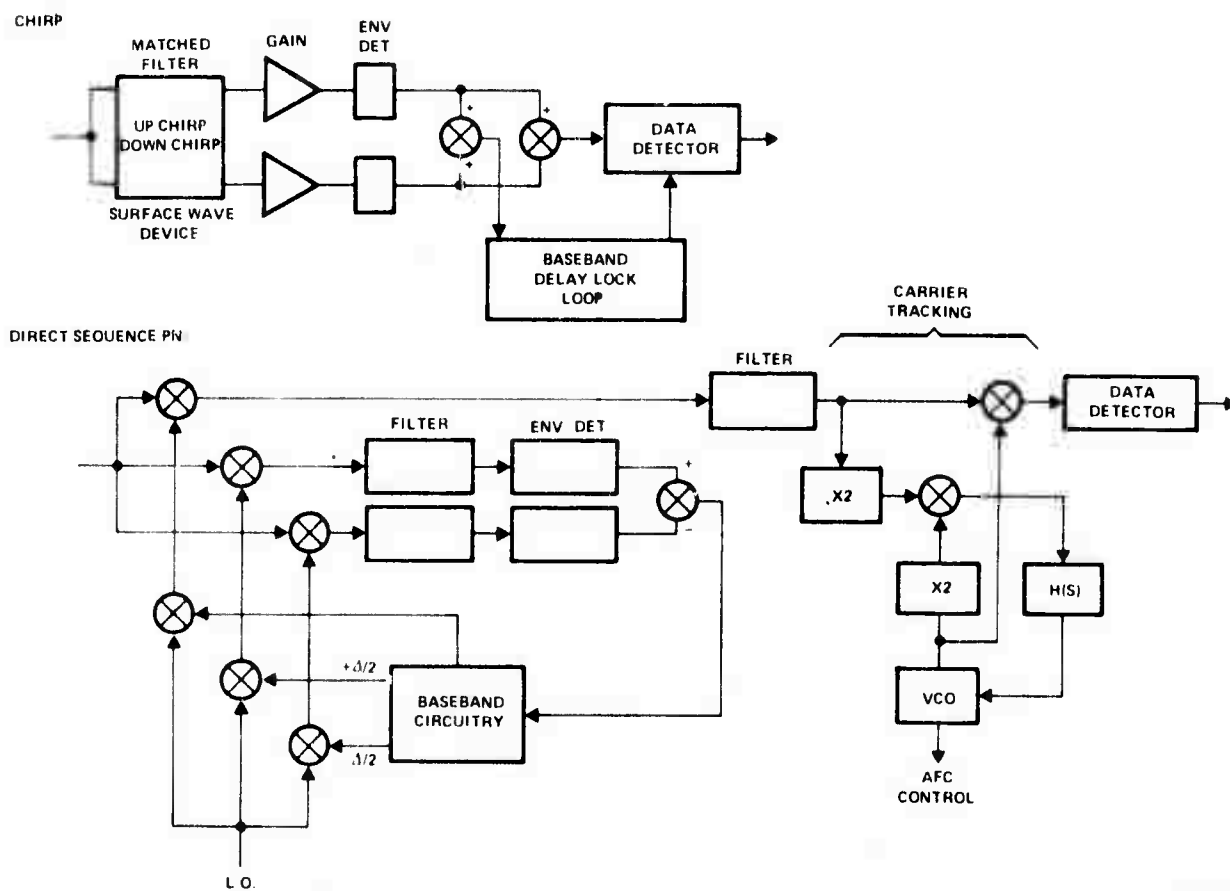 CHIRP
MATCHED
FILTER
GAIN
ENV
DET
UP CHIRP
DOWN CHIRP
SURFACE WAVE
DEVICE
+
+
+
DATA
DETECTOR
BASEBAND
DELAY LOCK
LOOP
DIRECT SEQUENCE PN
CARRIER
TRACKING
FILTER
DATA
DETECTOR
FILTER
ENV DET
+
-
X2
X2
H(S)
VCO
AFC
CONTROL
+Δ/2
Δ/2
BASEBAND
CIRCUITRY
L.O.